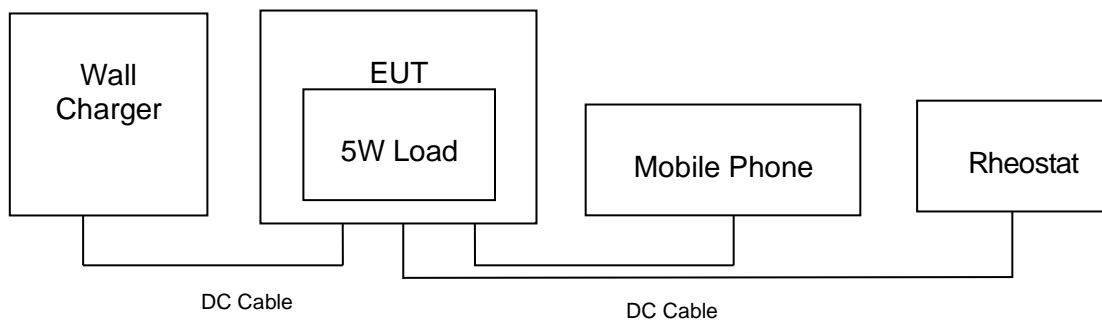 Wall
Charger
EUT
5W Load
Mobile Phone
Rheostat
DC Cable
DC Cable